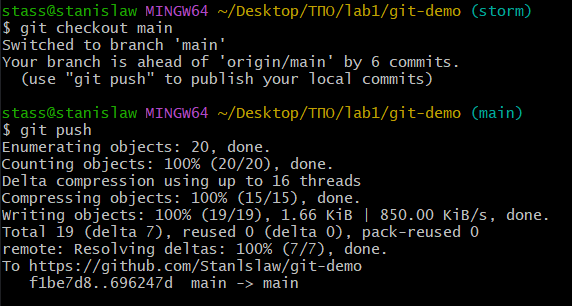 stass@stanislaw MINGW64 ~/Desktop/ТПО/lab1/git-demo (storm)
$ git checkout main
Switched to branch 'main'
Your branch is ahead of 'origin/main' by 6 commits.
  (use "git push" to publish your local commits)
stass@stanislaw MINGW64 ~/Desktop/ТПО/lab1/git-demo (main)
$ git push
Enumerating objects: 20, done.
Counting objects: 100% (20/20), done.
Delta compression using up to 16 threads
Compressing objects: 100% (15/15), done.
Writing objects: 100% (19/19), 1.66 KiB | 850.00 KiB/s, done.
Total 19 (delta 7), reused 0 (delta 0), pack-reused 0
remote: Resolving deltas: 100% (7/7), done.
To https://github.com/Stanlslaw/git-demo
   f1be7d8..696247d  main -> main